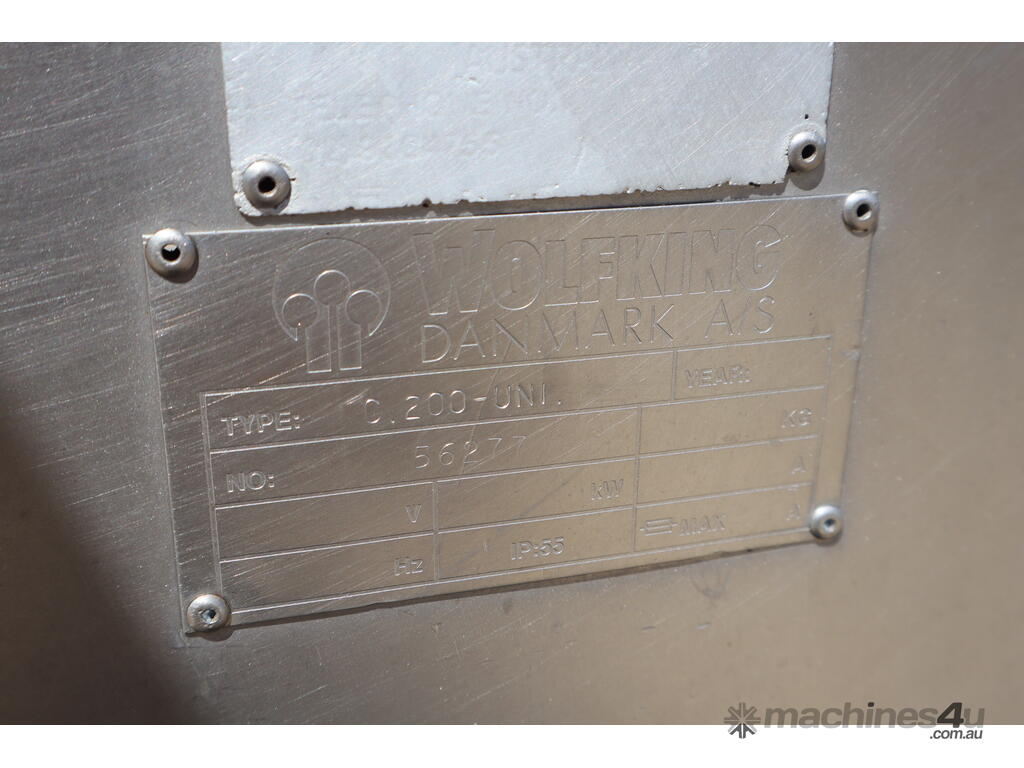 WOLFKING
DANMARK A/S
TYPE: C.200-UNI. YEAR:
NO: 56277 KG
V kW A
Hz IP:55 MAX A
machines4u
.com.au